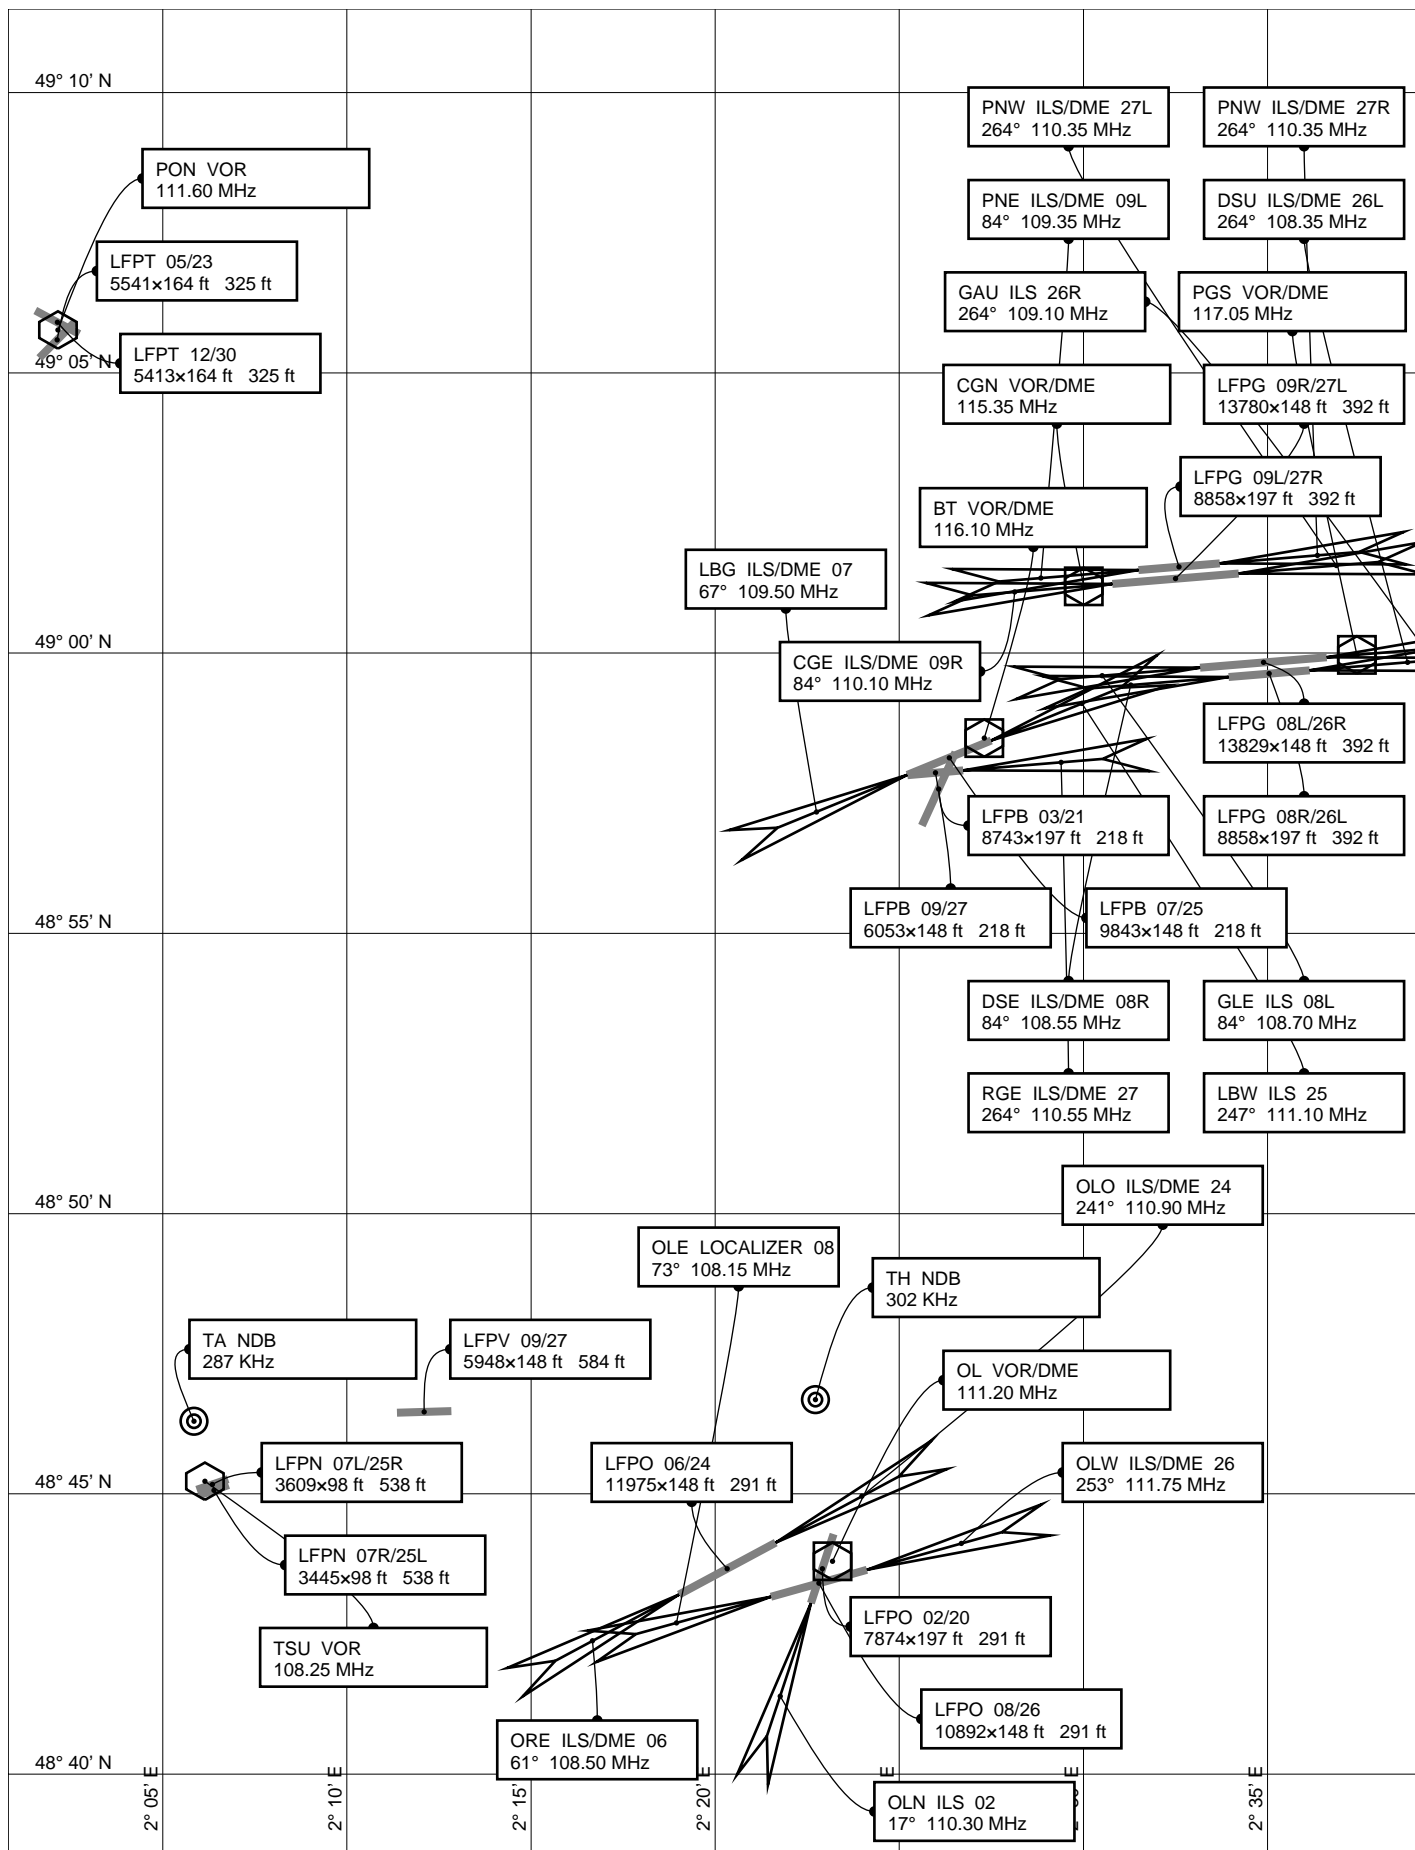 49° 10' N
PNW ILS/DME 27L
264° 110.35 MHz
PNW ILS/DME 27R
264° 110.35 MHz
PON VOR
111.60 MHz
PNE ILS/DME 09L
84° 109.35 MHz
DSU ILS/DME 26L
264° 108.35 MHz
LFPT 05/23
5541×164 ft 325 ft
GAU ILS 26R
264° 109.10 MHz
PGS VOR/DME
117.05 MHz
LFPT 12/30
5413×164 ft 325 ft
49° 05' N
CGN VOR/DME
115.35 MHz
LFPG 09R/27L
13780×148 ft 392 ft
LFPG 09L/27R
8858×197 ft 392 ft
BT VOR/DME
116.10 MHz
LBG ILS/DME 07
67° 109.50 MHz
49° 00' N
CGE ILS/DME 09R
84° 110.10 MHz
LFPG 08L/26R
13829×148 ft 392 ft
LFPB 03/21
8743×197 ft 218 ft
LFPG 08R/26L
8858×197 ft 392 ft
48° 55' N
LFPB 09/27
6053×148 ft 218 ft
LFPB 07/25
9843×148 ft 218 ft
DSE ILS/DME 08R
84° 108.55 MHz
GLE ILS 08L
84° 108.70 MHz
RGE ILS/DME 27
264° 110.55 MHz
LBW ILS 25
247° 111.10 MHz
OLO ILS/DME 24
241° 110.90 MHz
48° 50' N
OLE LOCALIZER 08
73° 108.15 MHz
TH NDB
302 KHz
TA NDB
287 KHz
LFPV 09/27
5948×148 ft 584 ft
OL VOR/DME
111.20 MHz
LFPN 07L/25R
3609×98 ft 538 ft
LFPO 06/24
11975×148 ft 291 ft
OLW ILS/DME 26
253° 111.75 MHz
48° 45' N
LFPN 07R/25L
3445×98 ft 538 ft
LFPO 02/20
7874×197 ft 291 ft
TSU VOR
108.25 MHz
LFPO 08/26
10892×148 ft 291 ft
ORE ILS/DME 06
61° 108.50 MHz
48° 40' N
OLN ILS 02
17° 110.30 MHz
2° 05' E
2° 10' E
2° 15'
2° 20' E
E
E
2° 35' E